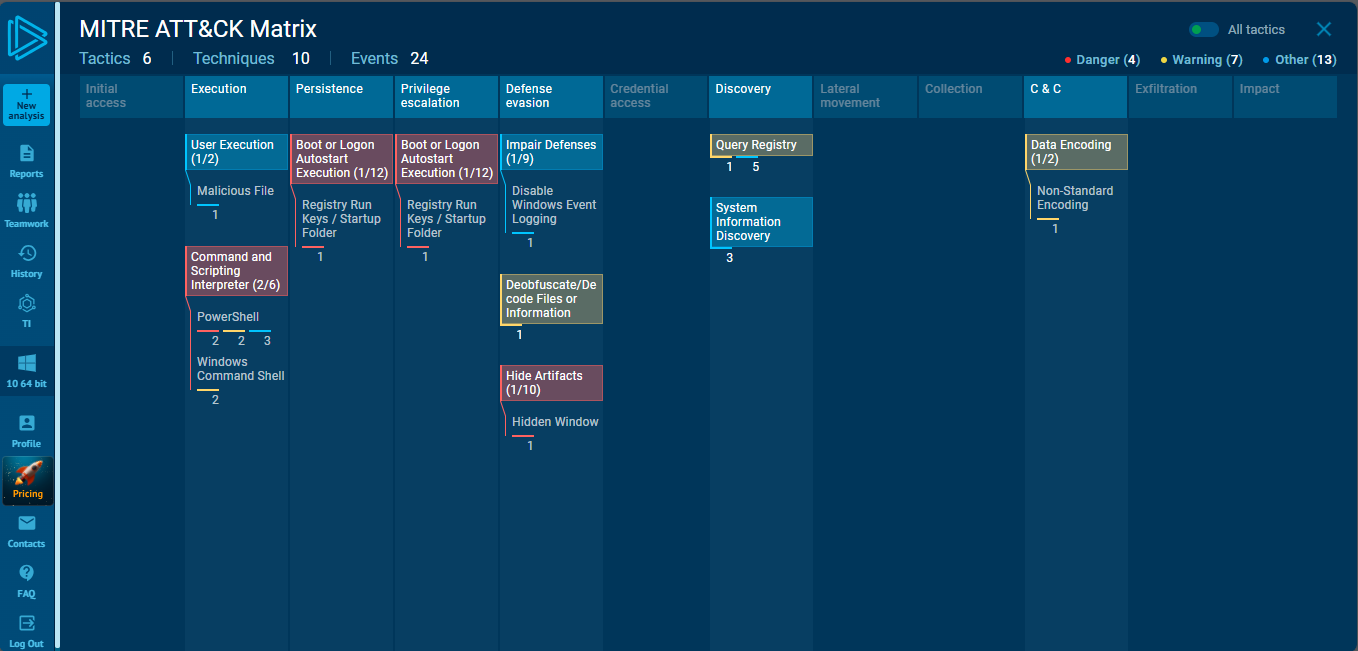 MITRE ATT&CK Matrix
All tactics
Tactics 6 Techniques 10 Events 24
Danger (4) Warning (7) Other (13)
+
New
analysis
Reports
Teamwork
History
TI
10 64 bit
Profile
Pricing
Contacts
FAQ
Log Out
Initial
access
Execution
User Execution
(1/2)
Malicious File
1
Command and
Scripting
Interpreter (2/6)
PowerShell
2 2 3
Windows
Command Shell
2
Persistence
Boot or Logon
Autostart
Execution (1/12)
Registry Run
Keys / Startup
Folder
1
Privilege
escalation
Boot or Logon
Autostart
Execution (1/12)
Registry Run
Keys / Startup
Folder
1
Defense
evasion
Impair Defenses
(1/9)
Disable
Windows Event
Logging
1
Deobfuscate/De
code Files or
Information
1
Hide Artifacts
(1/10)
Hidden Window
1
Credential
access
Discovery
Query Registry
1 5
System
Information
Discovery
3
Lateral
movement
Collection
C & C
Data Encoding
(1/2)
Non-Standard
Encoding
1
Exfiltration
Impact